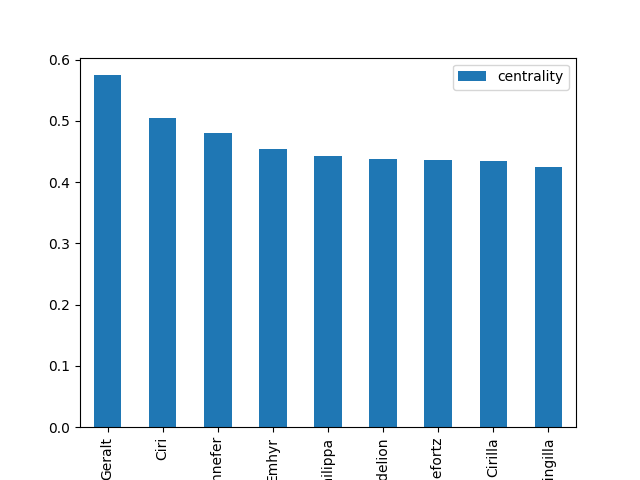 0.6
centrality
0.5
0.4
0.3
0.2
0.1
0.0
Geralt
Ciri
nnefer
Emhyr
ilippa
delion
efortz
Cirilla
ingilla